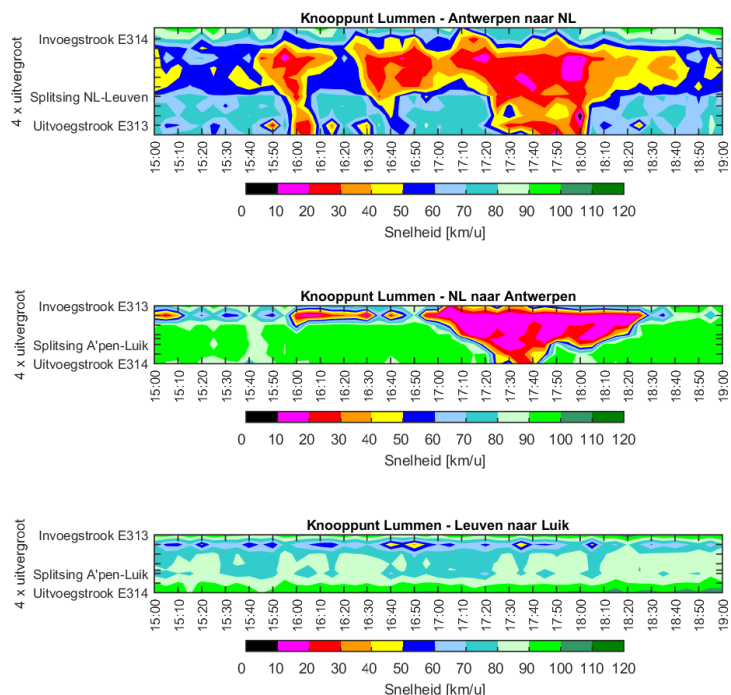 Knooppunt Lummen - Antwerpen naar NL
4 x uitvergroot
Invoegstrook E314
Splitsing NL-Leuven
Uitvoegstrook E313
15:00 15:10 15:20 15:30 15:40 15:50 16:00 16:10 16:20 16:30 16:40 16:50 17:00 17:10 17:20 17:30 17:40 17:50 18:00 18:10 18:20 18:30 18:40 18:50 19:00
0 10 20 30 40 50 60 70 80 90 100 110 120
Snelheid [km/u]
Knooppunt Lummen - NL naar Antwerpen
4 x uitvergroot
Invoegstrook E313
Splitsing A'pen-Luik
Uitvoegstrook E314
15:00 15:10 15:20 15:30 15:40 15:50 16:00 16:10 16:20 16:30 16:40 16:50 17:00 17:10 17:20 17:30 17:40 17:50 18:00 18:10 18:20 18:30 18:40 18:50 19:00
0 10 20 30 40 50 60 70 80 90 100 110 120
Snelheid [km/u]
Knooppunt Lummen - Leuven naar Luik
4 x uitvergroot
Invoegstrook E313
Splitsing A'pen-Luik
Uitvoegstrook E314
15:00 15:10 15:20 15:30 15:40 15:50 16:00 16:10 16:20 16:30 16:40 16:50 17:00 17:10 17:20 17:30 17:40 17:50 18:00 18:10 18:20 18:30 18:40 18:50 19:00
0 10 20 30 40 50 60 70 80 90 100 110 120
Snelheid [km/u]